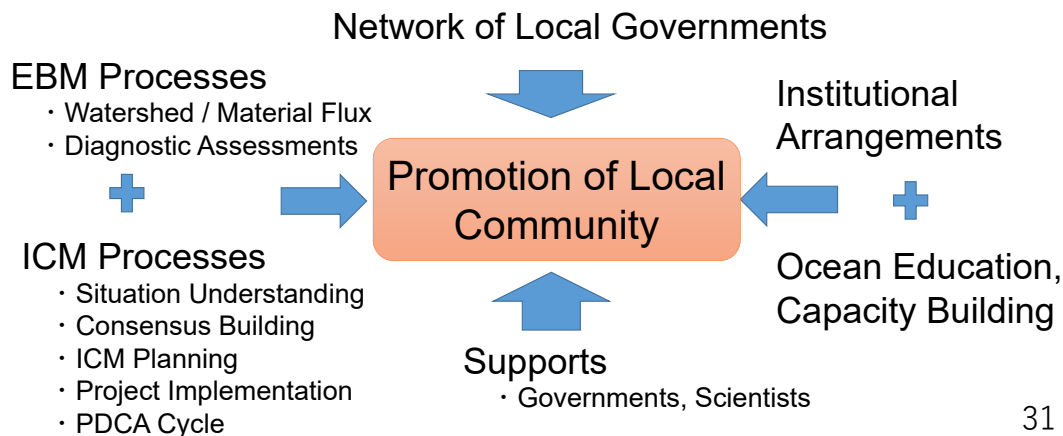 Network of Local Governments
EBM Processes
・Watershed / Material Flux
・Diagnostic Assessments
ICM Processes
・Situation Understanding
・Consensus Building
・ICM Planning
・Project Implementation
・PDCA Cycle
Promotion of Local
Community
Supports
・Governments, Scientists
Institutional
Arrangements
Ocean Education,
Capacity Building
31